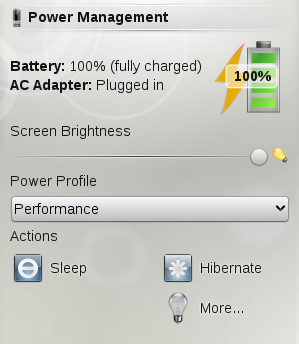 Power Management
Battery: 100% (fully charged)
AC Adapter: Plugged in
100%
Screen Brightness
Power Profile
Performance
Actions
Sleep
Hibernate
More...